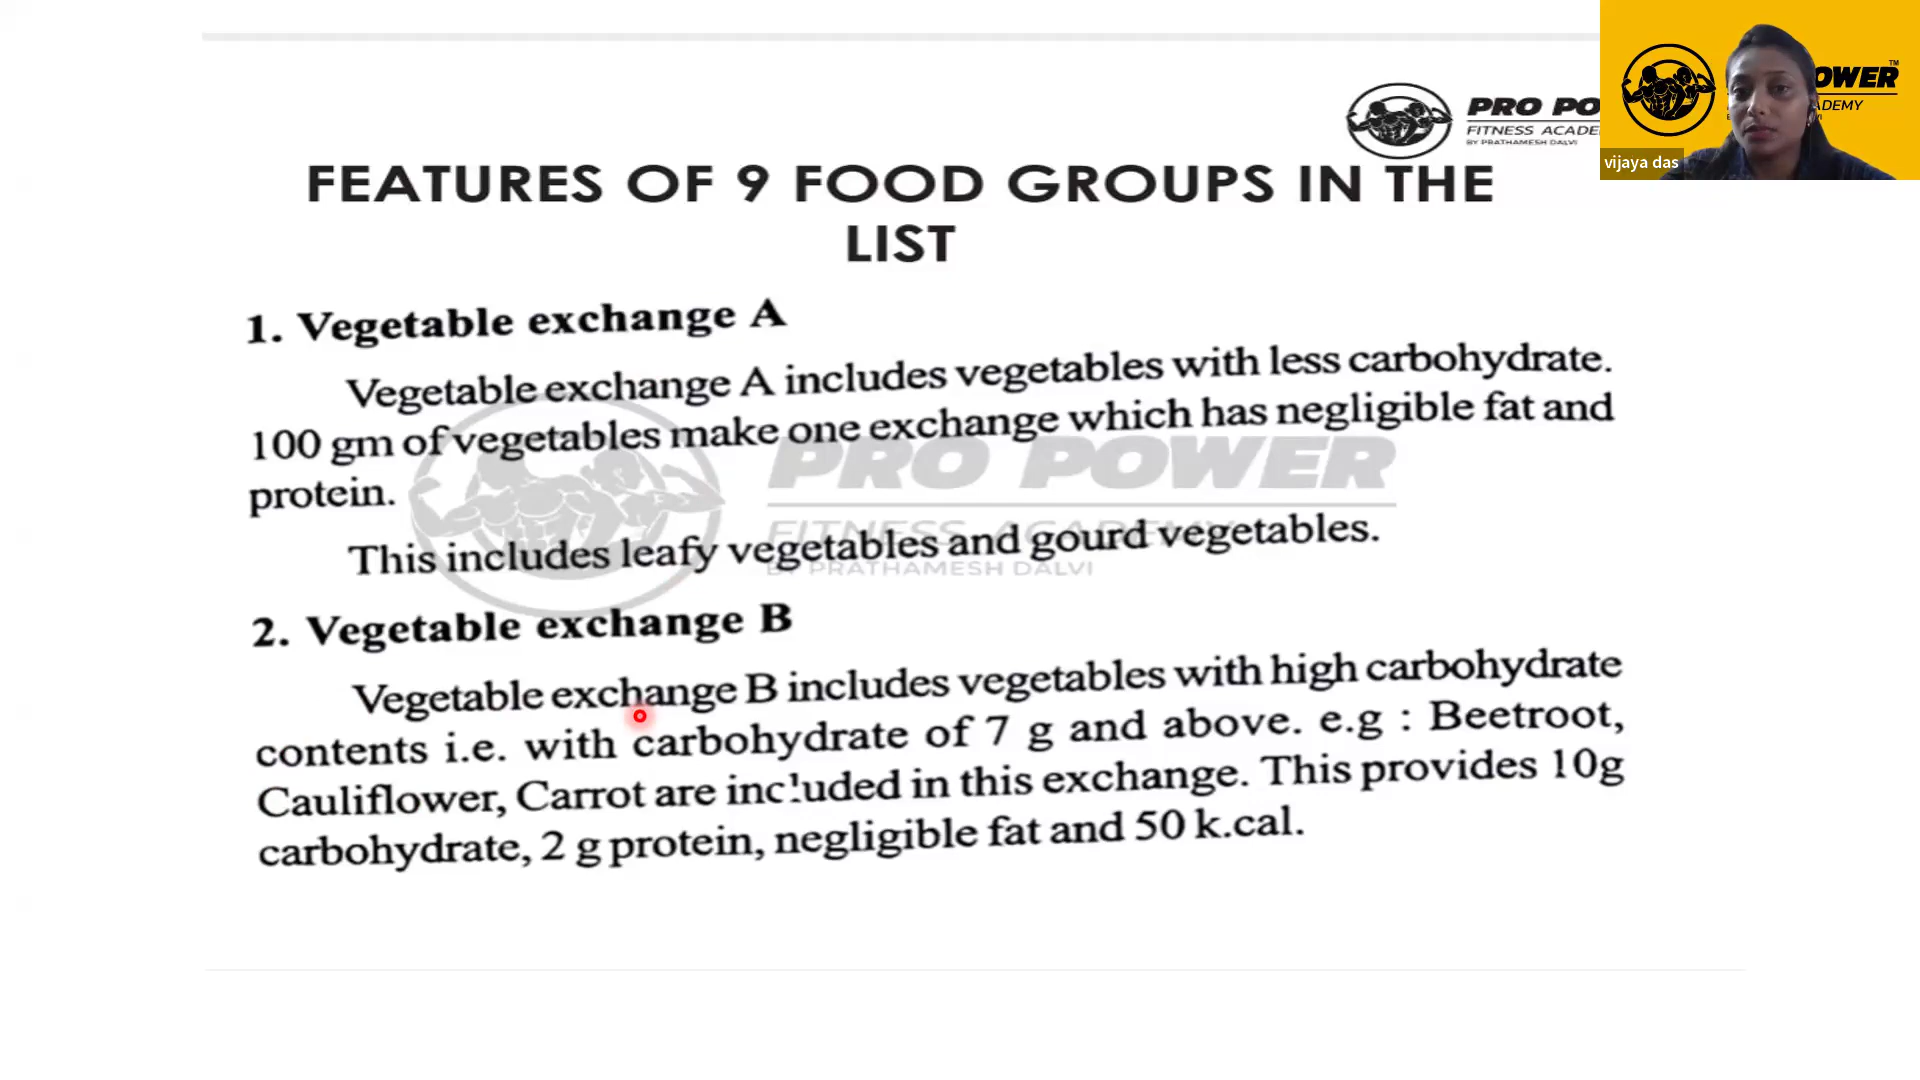 PRO PO
FITNESS ACADE
BY PRATHAMESH DALVI
OWER
TM
ADEMY
vijaya das
FEATURES OF 9 FOOD GROUPS IN THE
LIST
1. Vegetable exchange A
Vegetable exchange A includes vegetables with less carbohydrate.
100 gm of vegetables make one exchange which has negligible fat and
protein.
This includes leafy vegetables and gourd vegetables.
PRO POWER
FITNESS ACADEMY
BY PRATHAMESH DALVI
2. Vegetable exchange B
Vegetable exchange B includes vegetables with high carbohydrate
contents i.e. with carbohydrate of 7 g and above. e.g : Beetroot,
Cauliflower, Carrot are included in this exchange. This provides 10g
carbohydrate, 2 g protein, negligible fat and 50 k.cal.